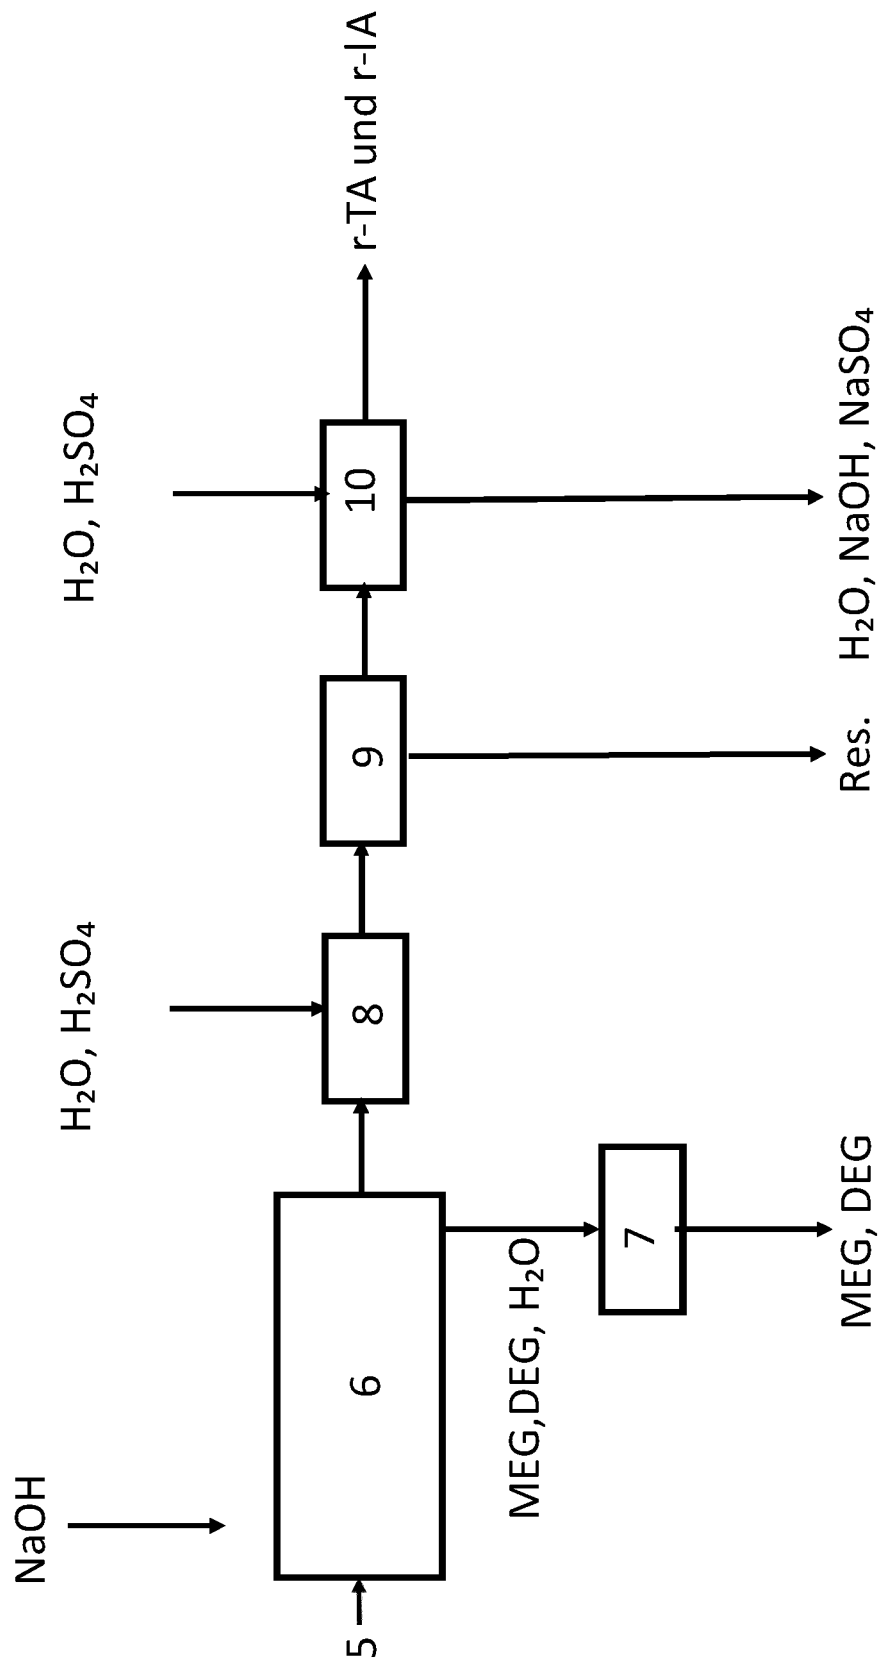 NaOH
H₂O, H₂SO₄
H₂O, H₂SO₄
5
6
8
9
10
r-TA und r-IA
MEG,DEG, H₂O
7
MEG, DEG
Res.
H₂O, NaOH, NaSO₄